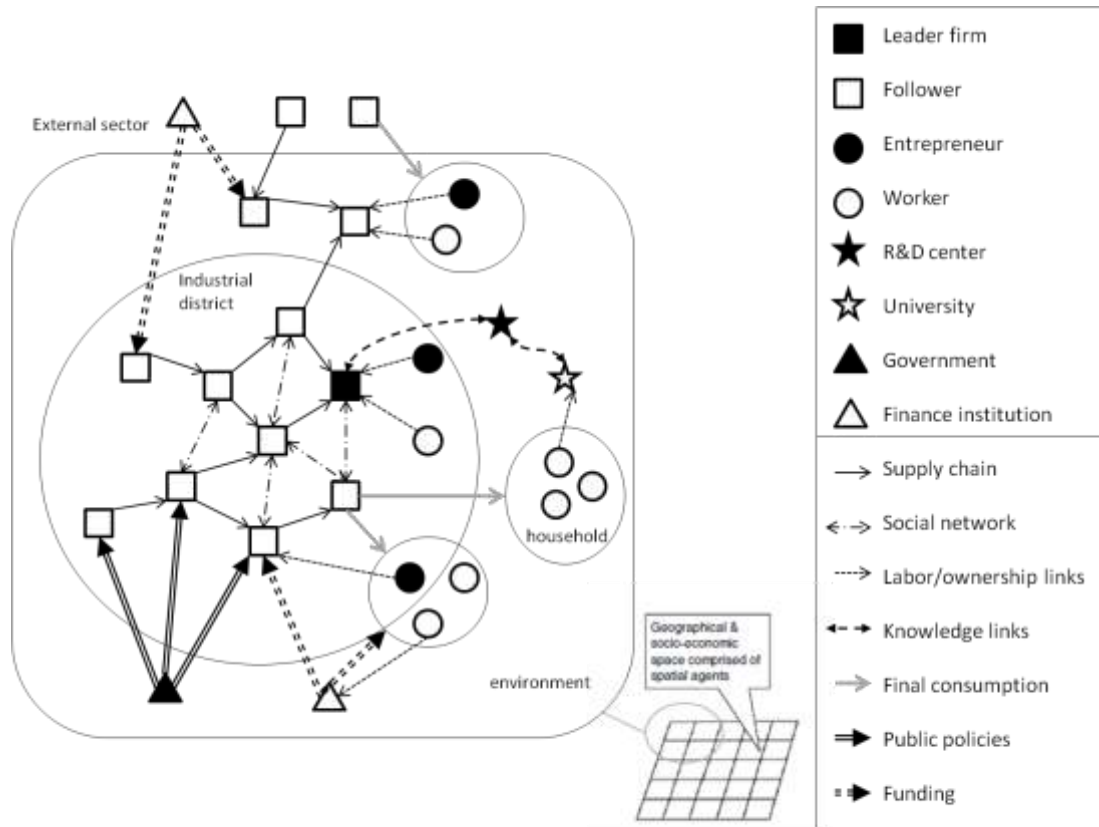 External sector
Industrial
district
household
environment
Geographical &
socio-economic
space comprised of
spatial agents
Leader firm
Follower
Entrepreneur
Worker
R&D center
University
Government
Finance institution
Supply chain
Social network
Labor/ownership links
Knowledge links
Final consumption
Public policies
Funding